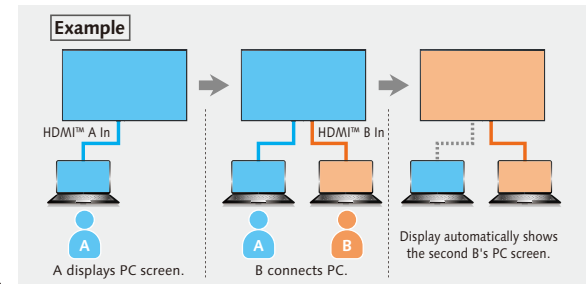 Example
HDMI™ A In
A
A displays PC screen.
HDMI™ B In
A
B
B connects PC.
Display automatically shows
the second B's PC screen.